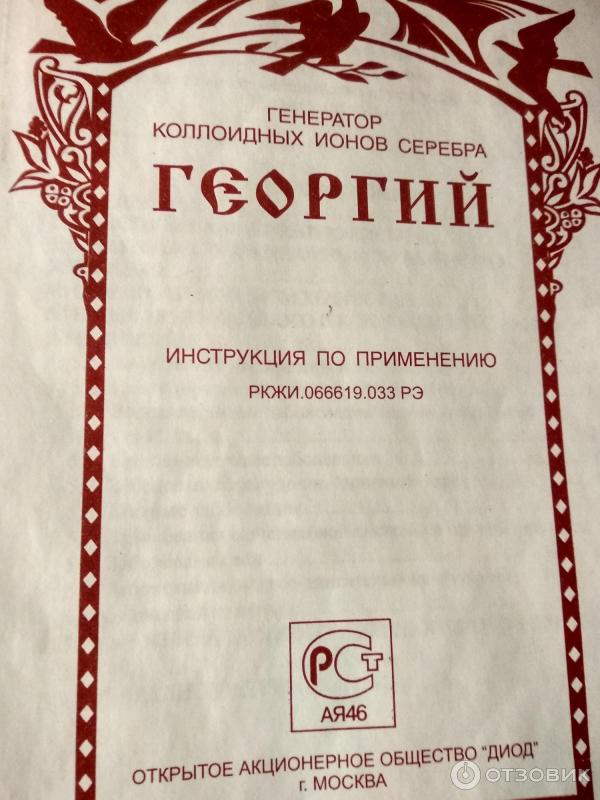 ГЕНЕРАТОР
КОЛЛОИДНЫХ ИОНОВ СЕРЕБРА
ГЕОРГИЙ
ИНСТРУКЦИЯ ПО ПРИМЕНЕНИЮ
РКЖИ.066619.033 РЭ
РСТ
АЯ46
ОТКРЫТОЕ АКЦИОНЕРНОЕ ОБЩЕСТВО "ДИОД"
г. МОСКВА
ОТЗОВИК